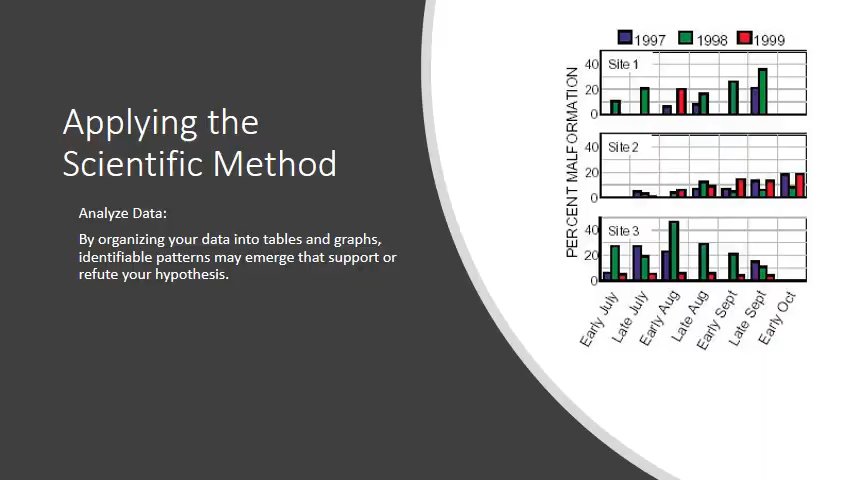 Applying the
Scientific Method
Analyze Data:
By organizing your data into tables and graphs,
identifiable patterns may emerge that support or
refute your hypothesis.
1997 1998 1999
PERCENT MALFORMATION
Site 1
40
20
0
Site 2
40
20
0
Site 3
40
20
0
Early July
Late July
Early Aug
Late Aug
Early Sept
Late Sept
Early Oct